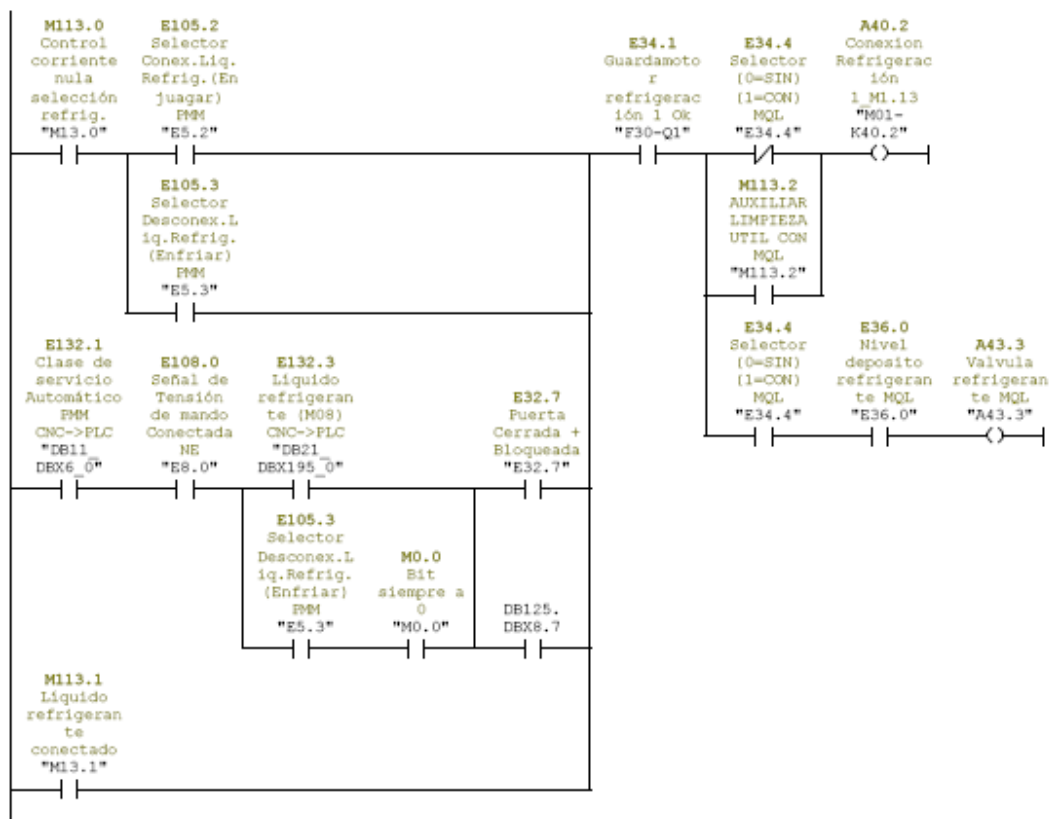 M113.0
Control
corriente
nula
selección
refrig.
"M13.0"
E105.2
Selector
Conex.Liq.
Refrig.(En
juagar)
PMM
"E5.2"
E34.1
Guardamoto
r
refrigerac
ión 1 Ok
"F30-Q1"
E34.4
Selector
(0=SIN)
(1=CON)
MQL
"E34.4"
A40.2
Conexion
Refrigerac
ión
1_M1.13
"M01-
K40.2"
E105.3
Selector
Desconex.L
iq.Refrig.
(Enfriar)
PMM
"E5.3"
M113.2
AUXILIAR
LIMPIEZA
UTIL CON
MQL
"M113.2"
E132.1
Clase de
servicio
Automático
PMM
CNC->PLC
"DB11_
DBX6_0"
E108.0
Señal de
Tensión
de mando
Conectada
NE
"E8.0"
E132.3
Liquido
refrigeran
te (M08)
CNC->PLC
"DB21_
DBX195_0"
E32.7
Puerta
Cerrada +
Bloqueada
"E32.7"
E34.4
Selector
(0=SIN)
(1=CON)
MQL
"E34.4"
E36.0
Nivel
deposito
refrigeran
te MQL
"E36.0"
A43.3
Valvula
refrigeran
te MQL
"A43.3"
E105.3
Selector
Desconex.L
iq.Refrig.
(Enfriar)
PMM
"E5.3"
M0.0
Bit
siempre a
0
"M0.0"
DB125.
DBX8.7
M113.1
Líquido
refrigeran
te
conectado
"M13.1"